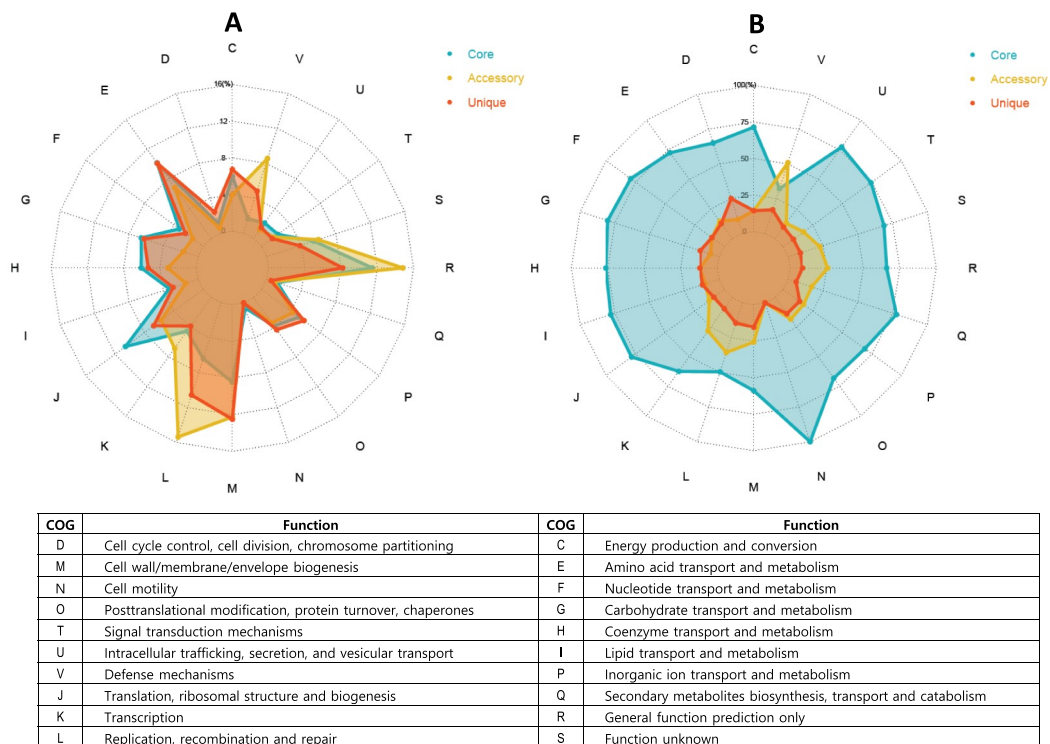 A
B
C
V
U
T
S
R
Q
P
O
N
M
L
K
J
I
H
G
F
E
D
16(%)
12
8
4
0
Core
Accessory
Unique
C
V
U
T
S
R
Q
P
O
N
M
L
K
J
I
H
G
F
E
D
100(%)
75
50
25
0
Core
Accessory
Unique
COG Function COG Function
D Cell cycle control, cell division, chromosome partitioning C Energy production and conversion
M Cell wall/membrane/envelope biogenesis E Amino acid transport and metabolism
N Cell motility F Nucleotide transport and metabolism
O Posttranslational modification, protein turnover, chaperones G Carbohydrate transport and metabolism
T Signal transduction mechanisms H Coenzyme transport and metabolism
U Intracellular trafficking, secretion, and vesicular transport I Lipid transport and metabolism
V Defense mechanisms P Inorganic ion transport and metabolism
J Translation, ribosomal structure and biogenesis Q Secondary metabolites biosynthesis, transport and catabolism
K Transcription R General function prediction only
L Replication, recombination and repair S Function unknown